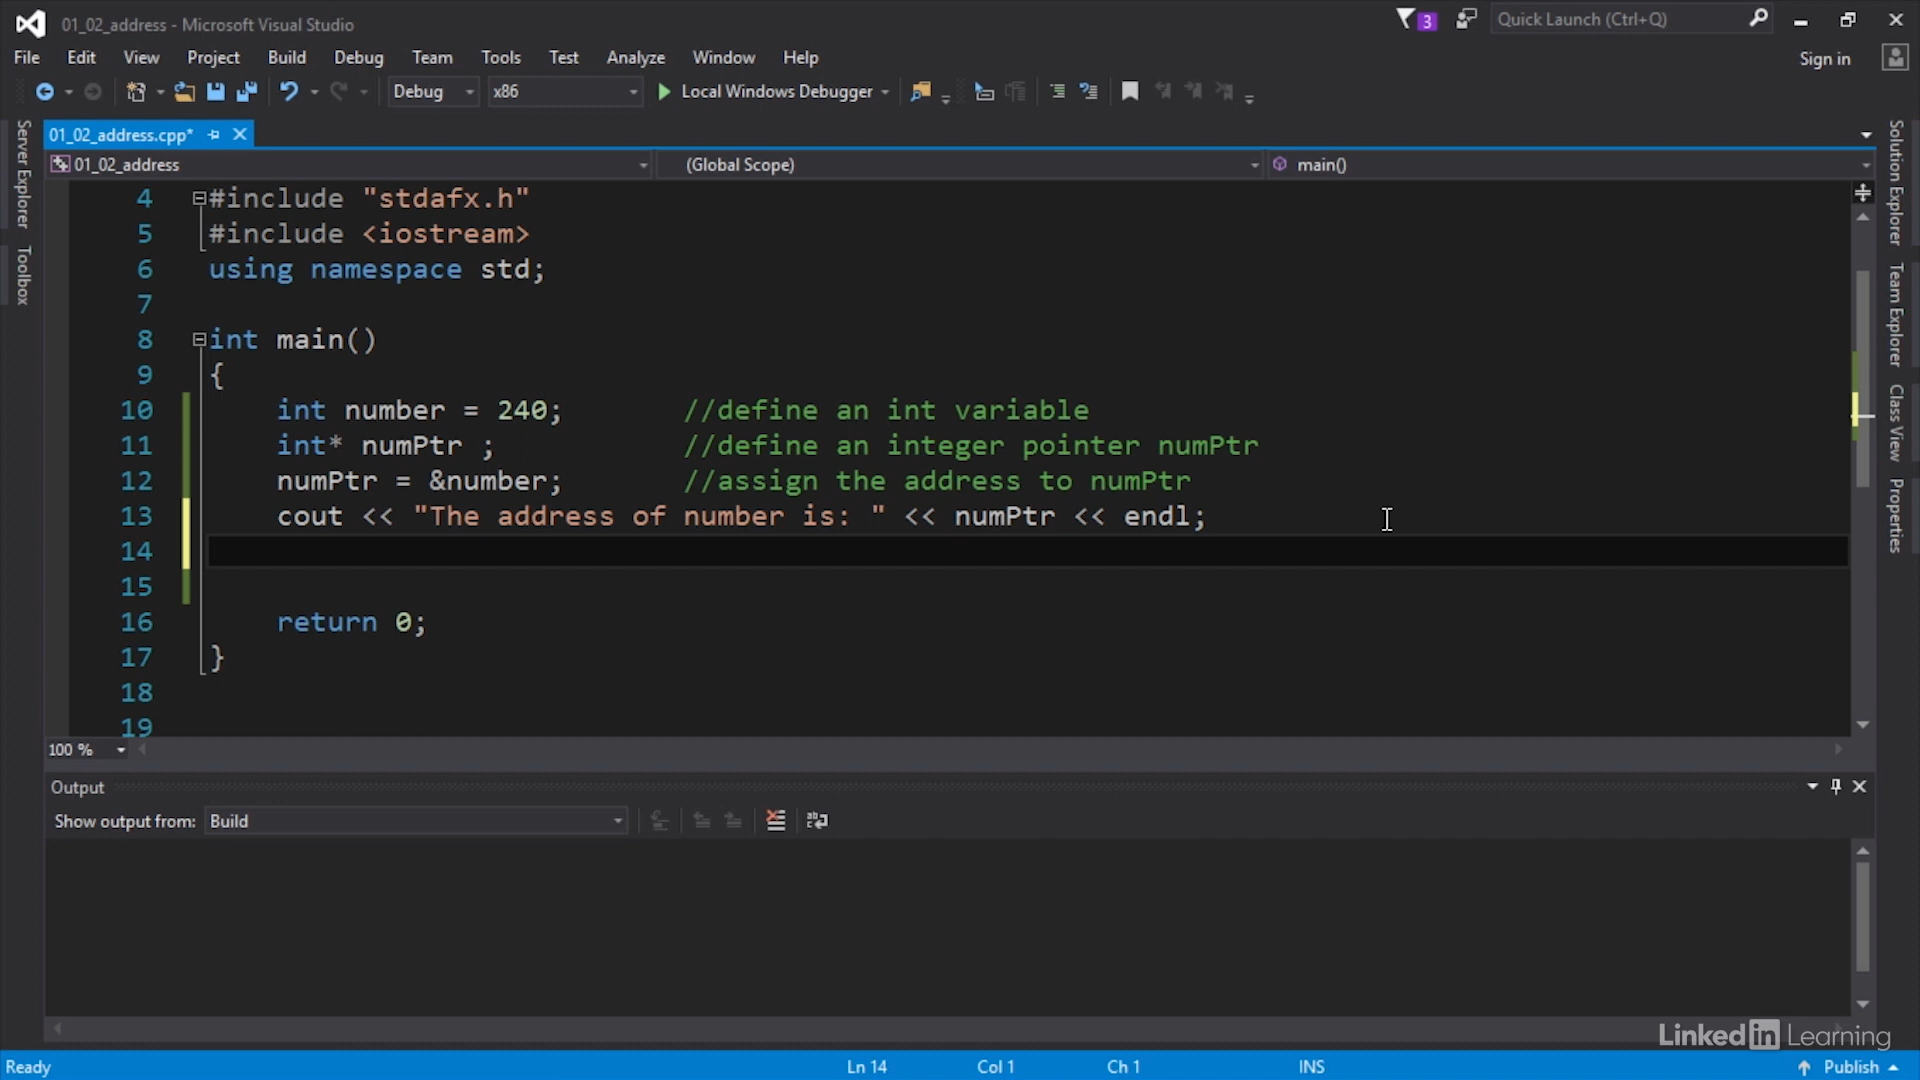 01_02_address - Microsoft Visual Studio
3
Quick Launch (Ctrl+Q)
File Edit View Project Build Debug Team Tools Test Analyze Window Help
Sign in
Debug x86 Local Windows Debugger
Server Explorer
Toolbox
01_02_address.cpp*
01_02_address (Global Scope) main()
4 #include "stdafx.h"
5 #include <iostream>
6 using namespace std;
7
8 int main()
9 {
10 int number = 240; //define an int variable
11 int* numPtr ; //define an integer pointer numPtr
12 numPtr = &number; //assign the address to numPtr
13 cout << "The address of number is: " << numPtr << endl;
14
15
16 return 0;
17 }
18
19
Solution Explorer
Team Explorer
Class View
Properties
100 %
Output
Show output from: Build
Linked in Learning
Ready Ln 14 Col 1 Ch 1 INS Publish